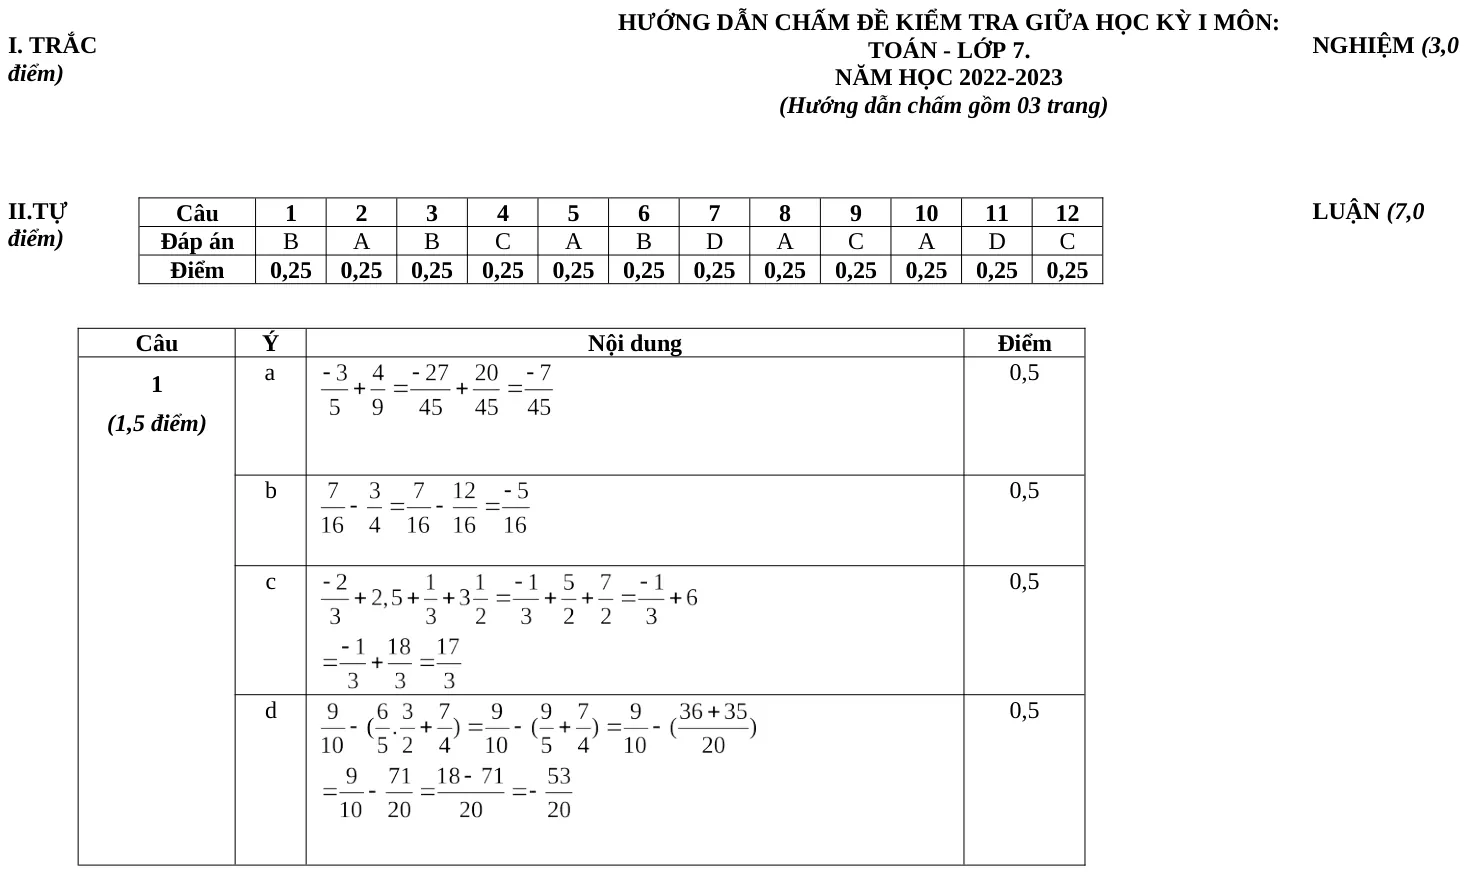 HƯỚNG DẪN CHẤM ĐỀ KIỂM TRA GIỮA HỌC KỲ I MÔN:
TOÁN - LỚP 7.
NĂM HỌC 2022-2023
(Hướng dẫn chấm gồm 03 trang)
I. TRẮC NGHIỆM (3,0
điểm)
II.TỰ LUẬN (7,0
điểm)
Câu 1 2 3 4 5 6 7 8 9 10 11 12
Đáp án B A B C A B D A C A D C
Điểm 0,25 0,25 0,25 0,25 0,25 0,25 0,25 0,25 0,25 0,25 0,25 0,25
Câu Ý Nội dung Điểm
1
(1,5 điểm)
a -3/5 + 4/9 = -27/45 + 20/45 = -7/45 0,5
b 7/16 - 3/4 = 7/16 - 12/16 = -5/16 0,5
c -2/3 + 2,5 + 1/3 + 3 1/2 = -1/3 + 5/2 + 7/2 = -1/3 + 6 0,5
= -1/3 + 18/3 = 17/3
d 9/10 - (6/5 . 3/2 + 7/4) = 9/10 - (9/5 + 7/4) = 9/10 - (36 + 35/20) 0,5
= 9/10 - 71/20 = 18 - 71/20 = - 53/20